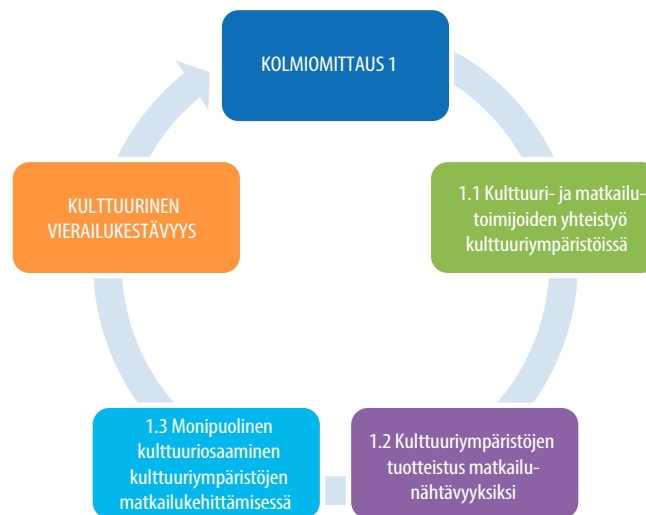 KOLMIOMITTAUS 1
1.1 Kulttuuri- ja matkailu-
toimijoiden yhteistyö
kulttuuriympäristöissä
1.2 Kulttuuriympäristöjen
tuotteistus matkailu-
nähtävyyksiksi
1.3 Monipuolinen
kulttuuriosaaminen
kulttuuriympäristöjen
matkailukehittämisessä
KULTTUURINEN
VIERAILUKESTÄVYYS